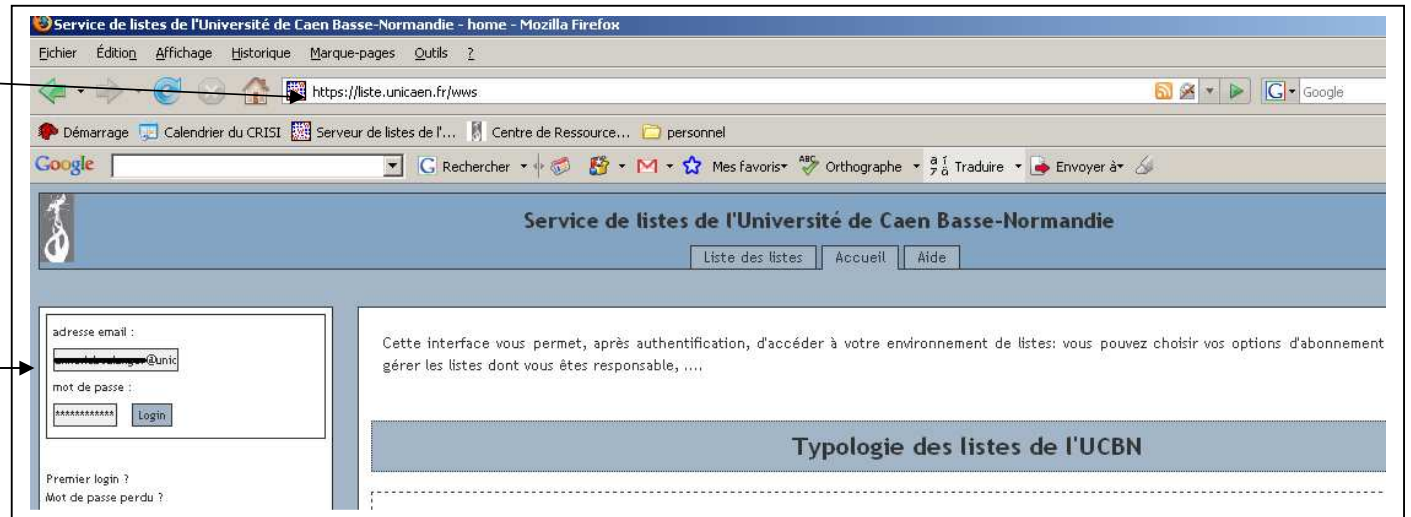 Service de listes de l'Université de Caen Basse-Normandie - home - Mozilla Firefox
Fichier Édition Affichage Historique Marque-pages Outils ?
https://liste.unicaen.fr/wws
G Google
Démarrage Calendrier du CRISI Serveur de listes de l'... Centre de Ressource... personnel
Google G Rechercher Mes favoris ABC Orthographe Traduire Envoyer à
Service de listes de l'Université de Caen Basse-Normandie
Liste des listes Accueil Aide
adresse email :
@unic
mot de passe :
************ Login
Premier login ?
Mot de passe perdu ?
Cette interface vous permet, après authentification, d'accéder à votre environnement de listes: vous pouvez choisir vos options d'abonnement
gérer les listes dont vous êtes responsable, ....
Typologie des listes de l'UCBN